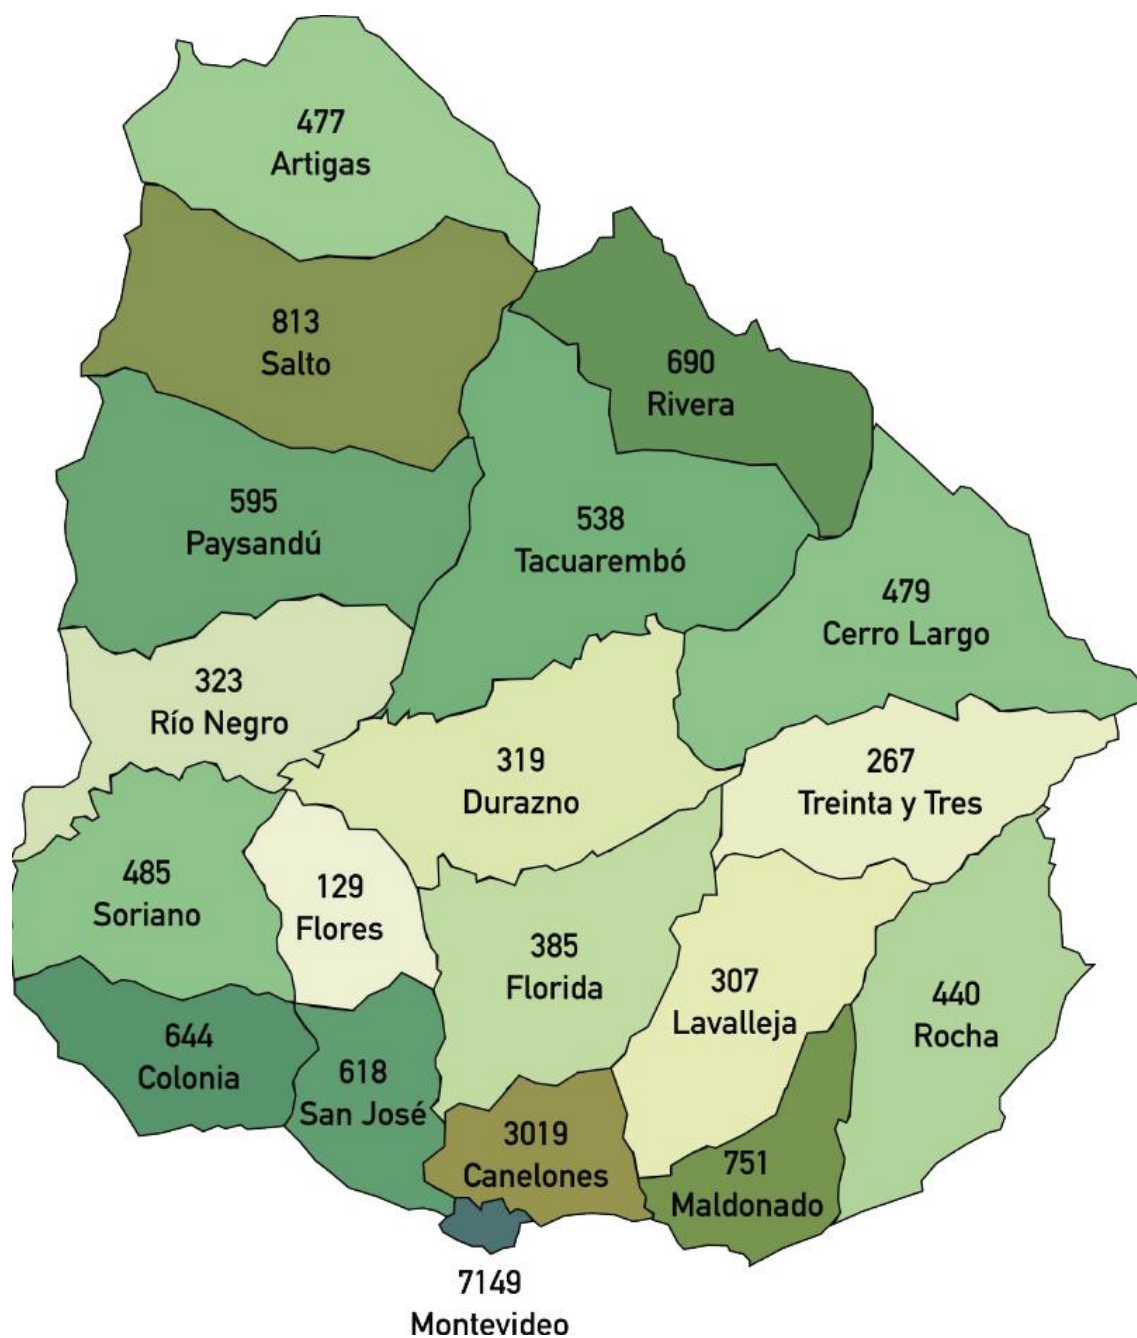 477
Artigas
813
Salto
690
Rivera
595
Paysandú
538
Tacuarembó
479
Cerro Largo
323
Río Negro
319
Durazno
267
Treinta y Tres
485
Soriano
129
Flores
385
Florida
307
Lavalleja
440
Rocha
644
Colonia
618
San José
3019
Canelones
751
Maldonado
7149
Montevideo